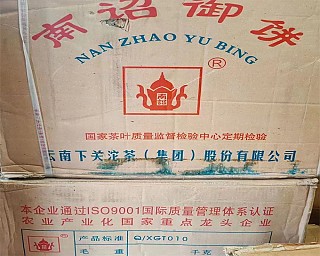 南诏御饼
NAN ZHAO YU BING
®
国家茶叶质量监督检验中心定期检验
云南下关沱茶（集团）股份有限公司
本企业通过ISO9001国际质量管理体系认证
农业产业化国家重点龙头企业
产品标准 Q/XGT010
毛 重 千克